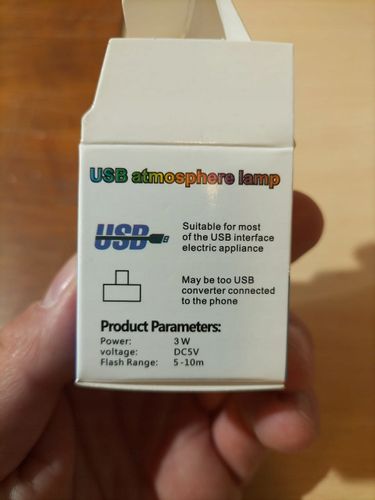 USB atmosphere lamp
USB
Suitable for most
of the USB interface
electric appliance
May be too USB
converter connected
to the phone
Product Parameters:
Power: 3 W
voltage: DC5V
Flash Range: 5-10m